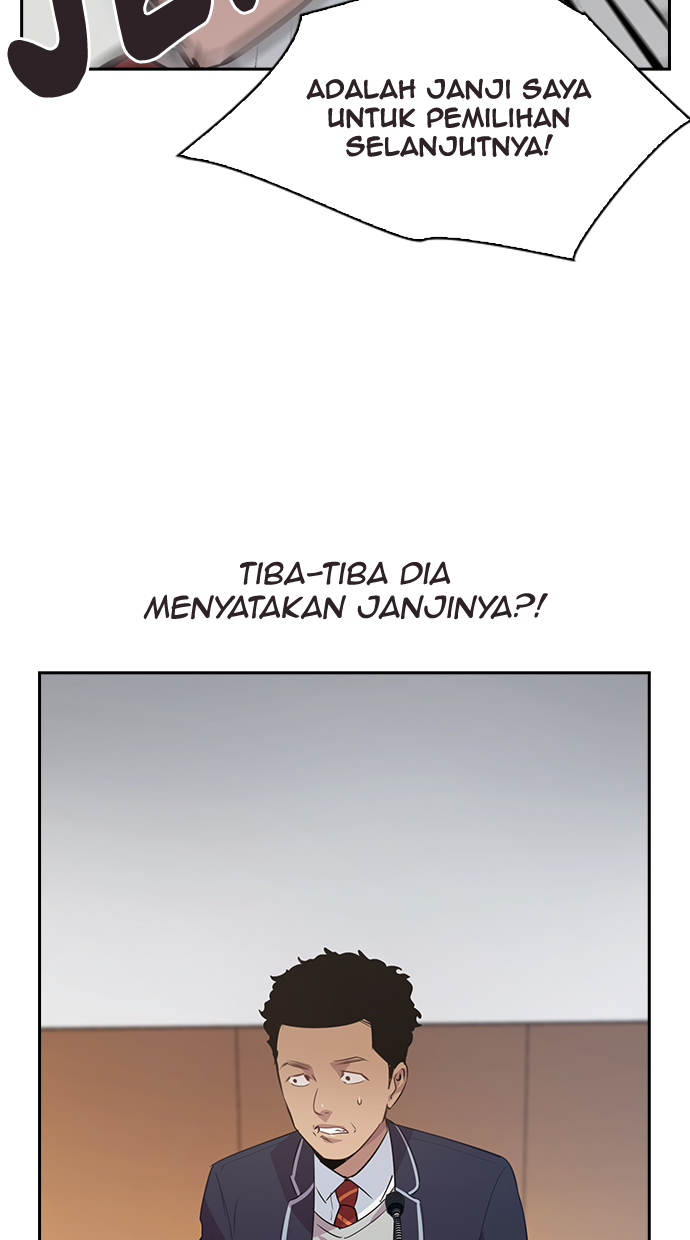 ADALAH JANJI SAYA
UNTUK PEMILIHAN
SELANJUTNYA!
TIBA-TIBA DIA
MENYATAKAN JANJINYA?!